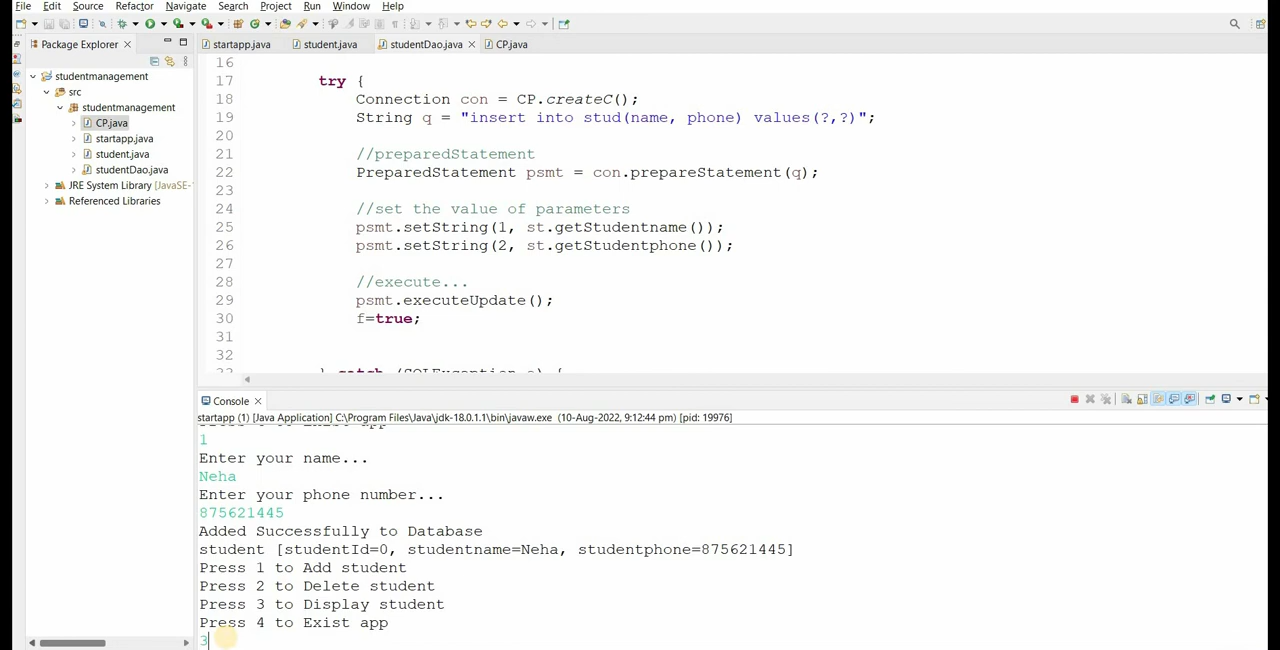 File Edit Source Refactor Navigate Search Project Run Window Help
Package Explorer
startapp.java student.java studentDao.java CP.java
studentmanagement
src
studentmanagement
CP.java
startapp.java
student.java
studentDao.java
JRE System Library [JavaSE-
Referenced Libraries
16
17 try {
18 Connection con = CP.createC();
19 String q = "insert into stud(name, phone) values(?,?)";
20
21 //preparedStatement
22 PreparedStatement psmt = con.prepareStatement(q);
23
24 //set the value of parameters
25 psmt.setString(1, st.getStudentname());
26 psmt.setString(2, st.getStudentphone());
27
28 //execute...
29 psmt.executeUpdate();
30 f=true;
31
32
33 } catch (SQLException e) {
Console
startapp (1) [Java Application] C:\Program Files\Java\jdk-18.0.1.1\bin\javaw.exe (10-Aug-2022, 9:12:44 pm) [pid: 19976]
1
Enter your name...
Neha
Enter your phone number...
875621445
Added Successfully to Database
student [studentId=0, studentname=Neha, studentphone=875621445]
Press 1 to Add student
Press 2 to Delete student
Press 3 to Display student
Press 4 to Exist app
3